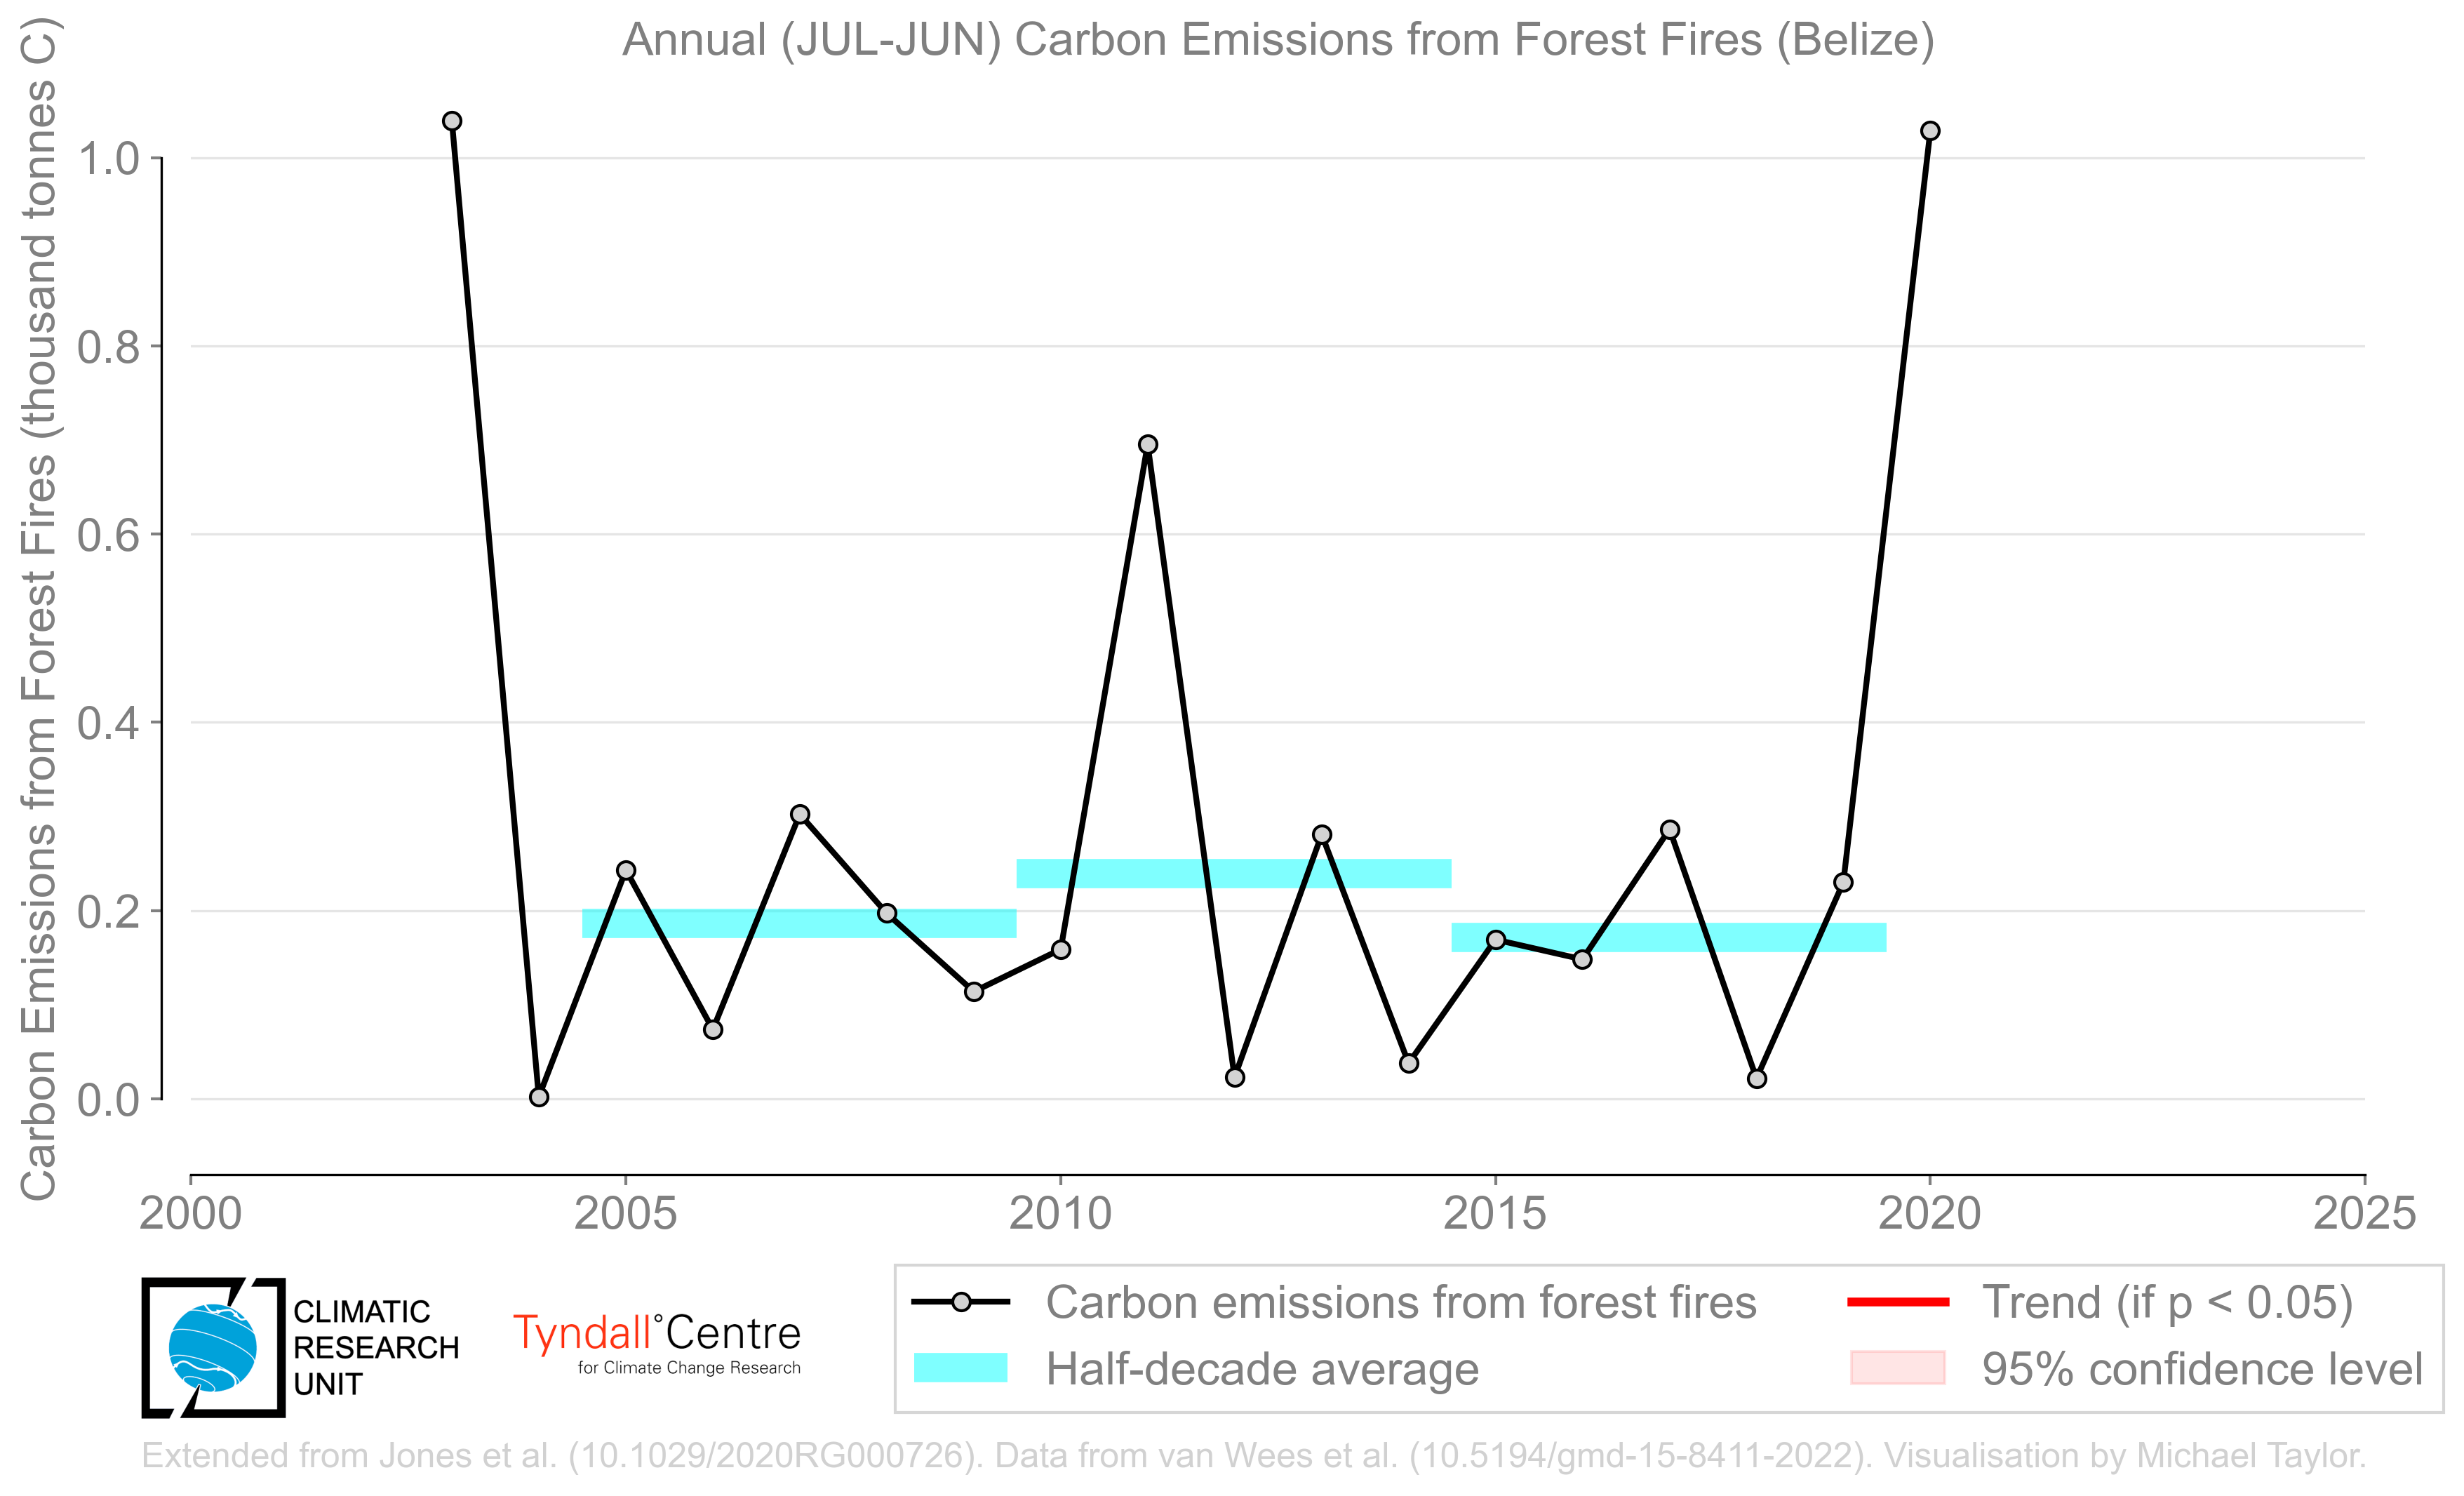 Annual (JUL-JUN) Carbon Emissions from Forest Fires (Belize)
Carbon Emissions from Forest Fires (thousand tonnes C)
1.0
0.8
0.6
0.4
0.2
0.0
2000 2005 2010 2015 2020 2025
Carbon emissions from forest fires
Half-decade average
Trend (if p < 0.05)
95% confidence level
CLIMATIC
RESEARCH
UNIT
Tyndall°Centre
for Climate Change Research
Extended from Jones et al. (10.1029/2020RG000726). Data from van Wees et al. (10.5194/gmd-15-8411-2022). Visualisation by Michael Taylor.